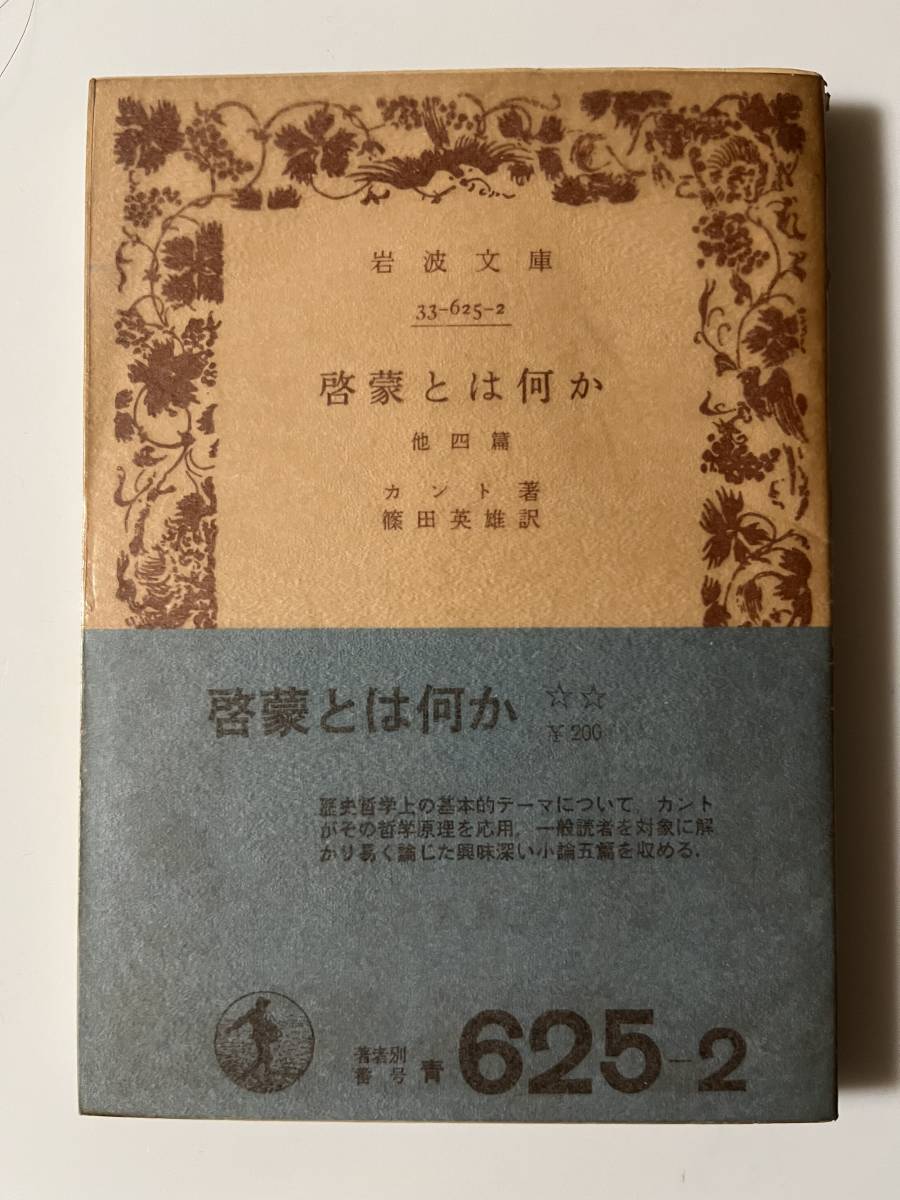 岩波文庫
33-625-2
啓蒙とは何か
他四篇
カント著
篠田英雄訳
啓蒙とは何か ☆☆
¥200
歴史哲学上の基本的テーマについて，カント
がその哲学原理を応用，一般読者を対象に解
かり易く論じた興味深い小論五篇を収める．
著者別
番号 青 625-2